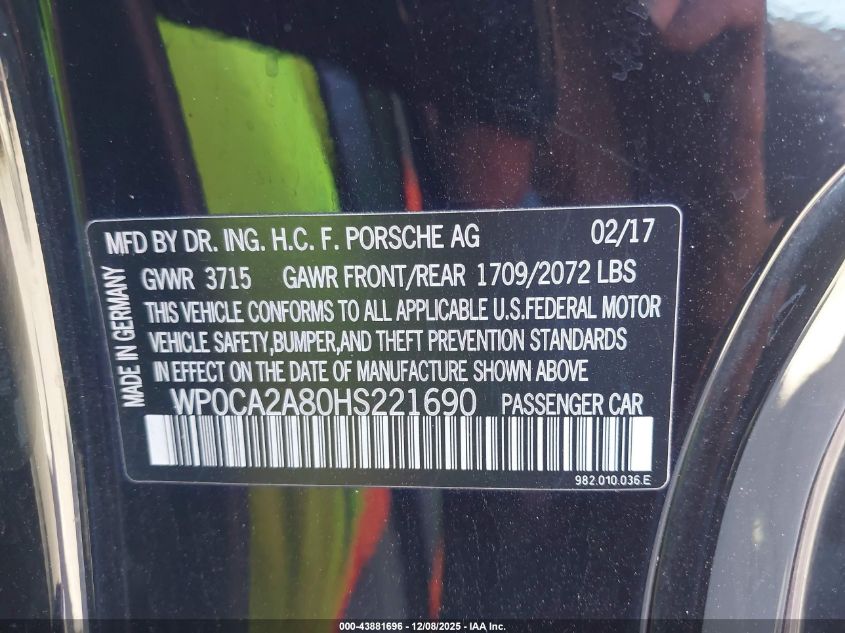 MFD BY DR. ING. H.C. F. PORSCHE AG 02/17
GVWR 3715 GAWR FRONT/REAR 1709/2072 LBS
THIS VEHICLE CONFORMS TO ALL APPLICABLE U.S.FEDERAL MOTOR
VEHICLE SAFETY,BUMPER,AND THEFT PREVENTION STANDARDS
IN EFFECT ON THE DATE OF MANUFACTURE SHOWN ABOVE
WP0CA2A80HS221690 PASSENGER CAR
982.010.036.E
MADE IN GERMANY
000-43881696 - 12/08/2025 - IAA Inc.